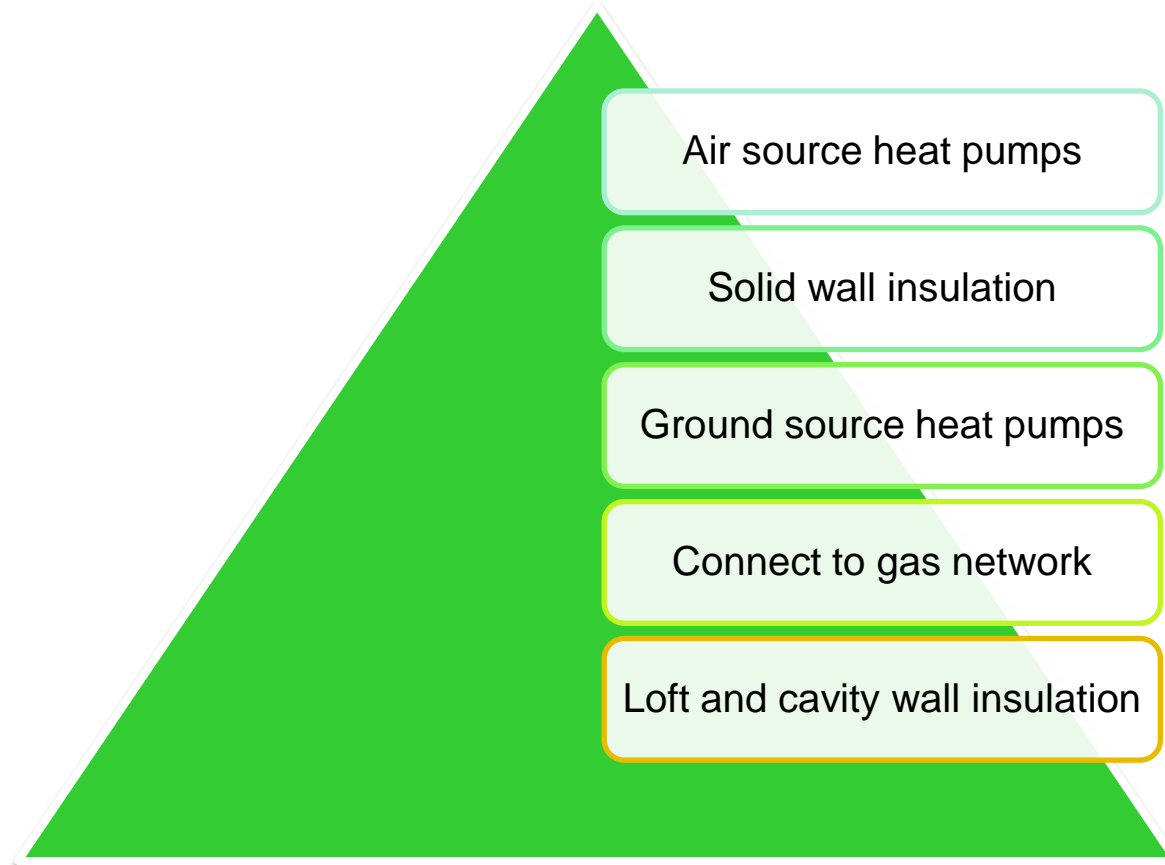 Air source heat pumps
Solid wall insulation
Ground source heat pumps
Connect to gas network
Loft and cavity wall insulation